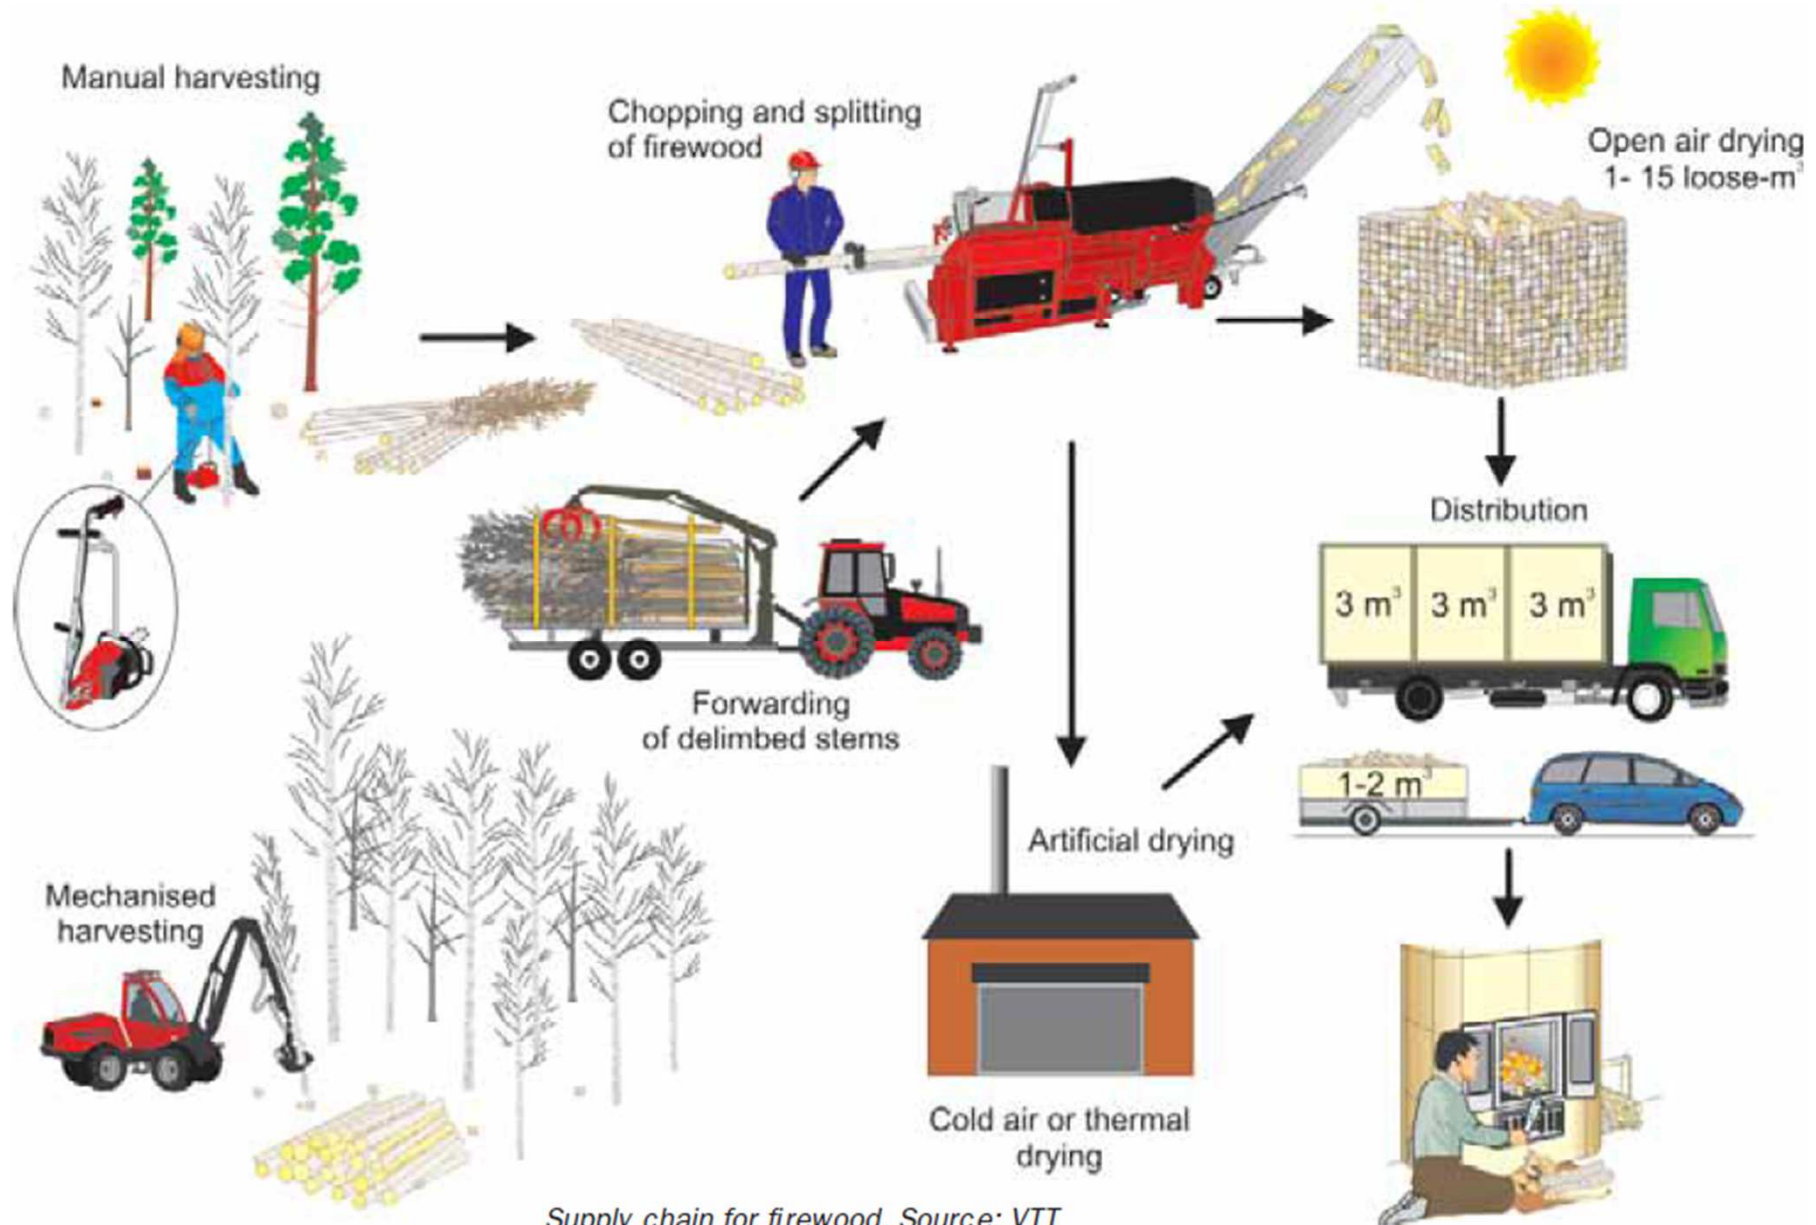 Manual harvesting
Chopping and splitting
of firewood
Open air drying
1- 15 loose-m³
Distribution
3 m³ 3 m³ 3 m³
Forwarding
of delimbed stems
1-2 m³
Artificial drying
Mechanised
harvesting
Cold air or thermal
drying
Supply chain for firewood. Source: VTT